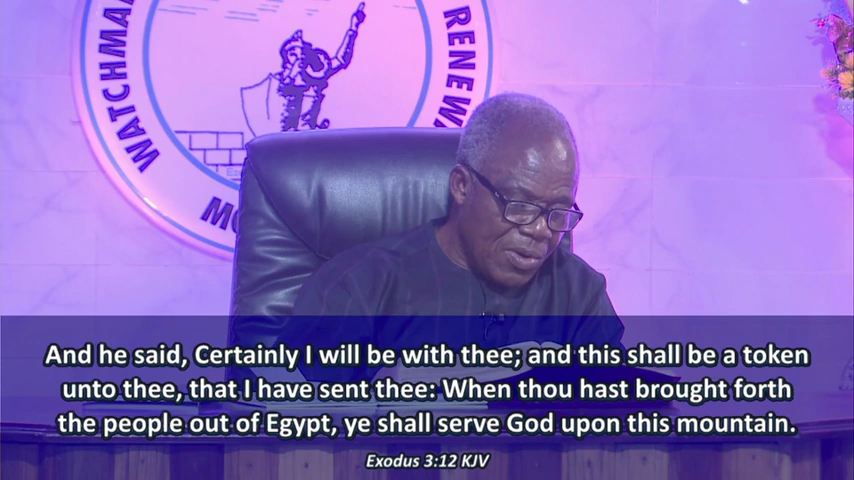 WATCHMA
RENEWA
MO
And he said, Certainly I will be with thee; and this shall be a token
unto thee, that I have sent thee: When thou hast brought forth
the people out of Egypt, ye shall serve God upon this mountain.
Exodus 3:12 KJV